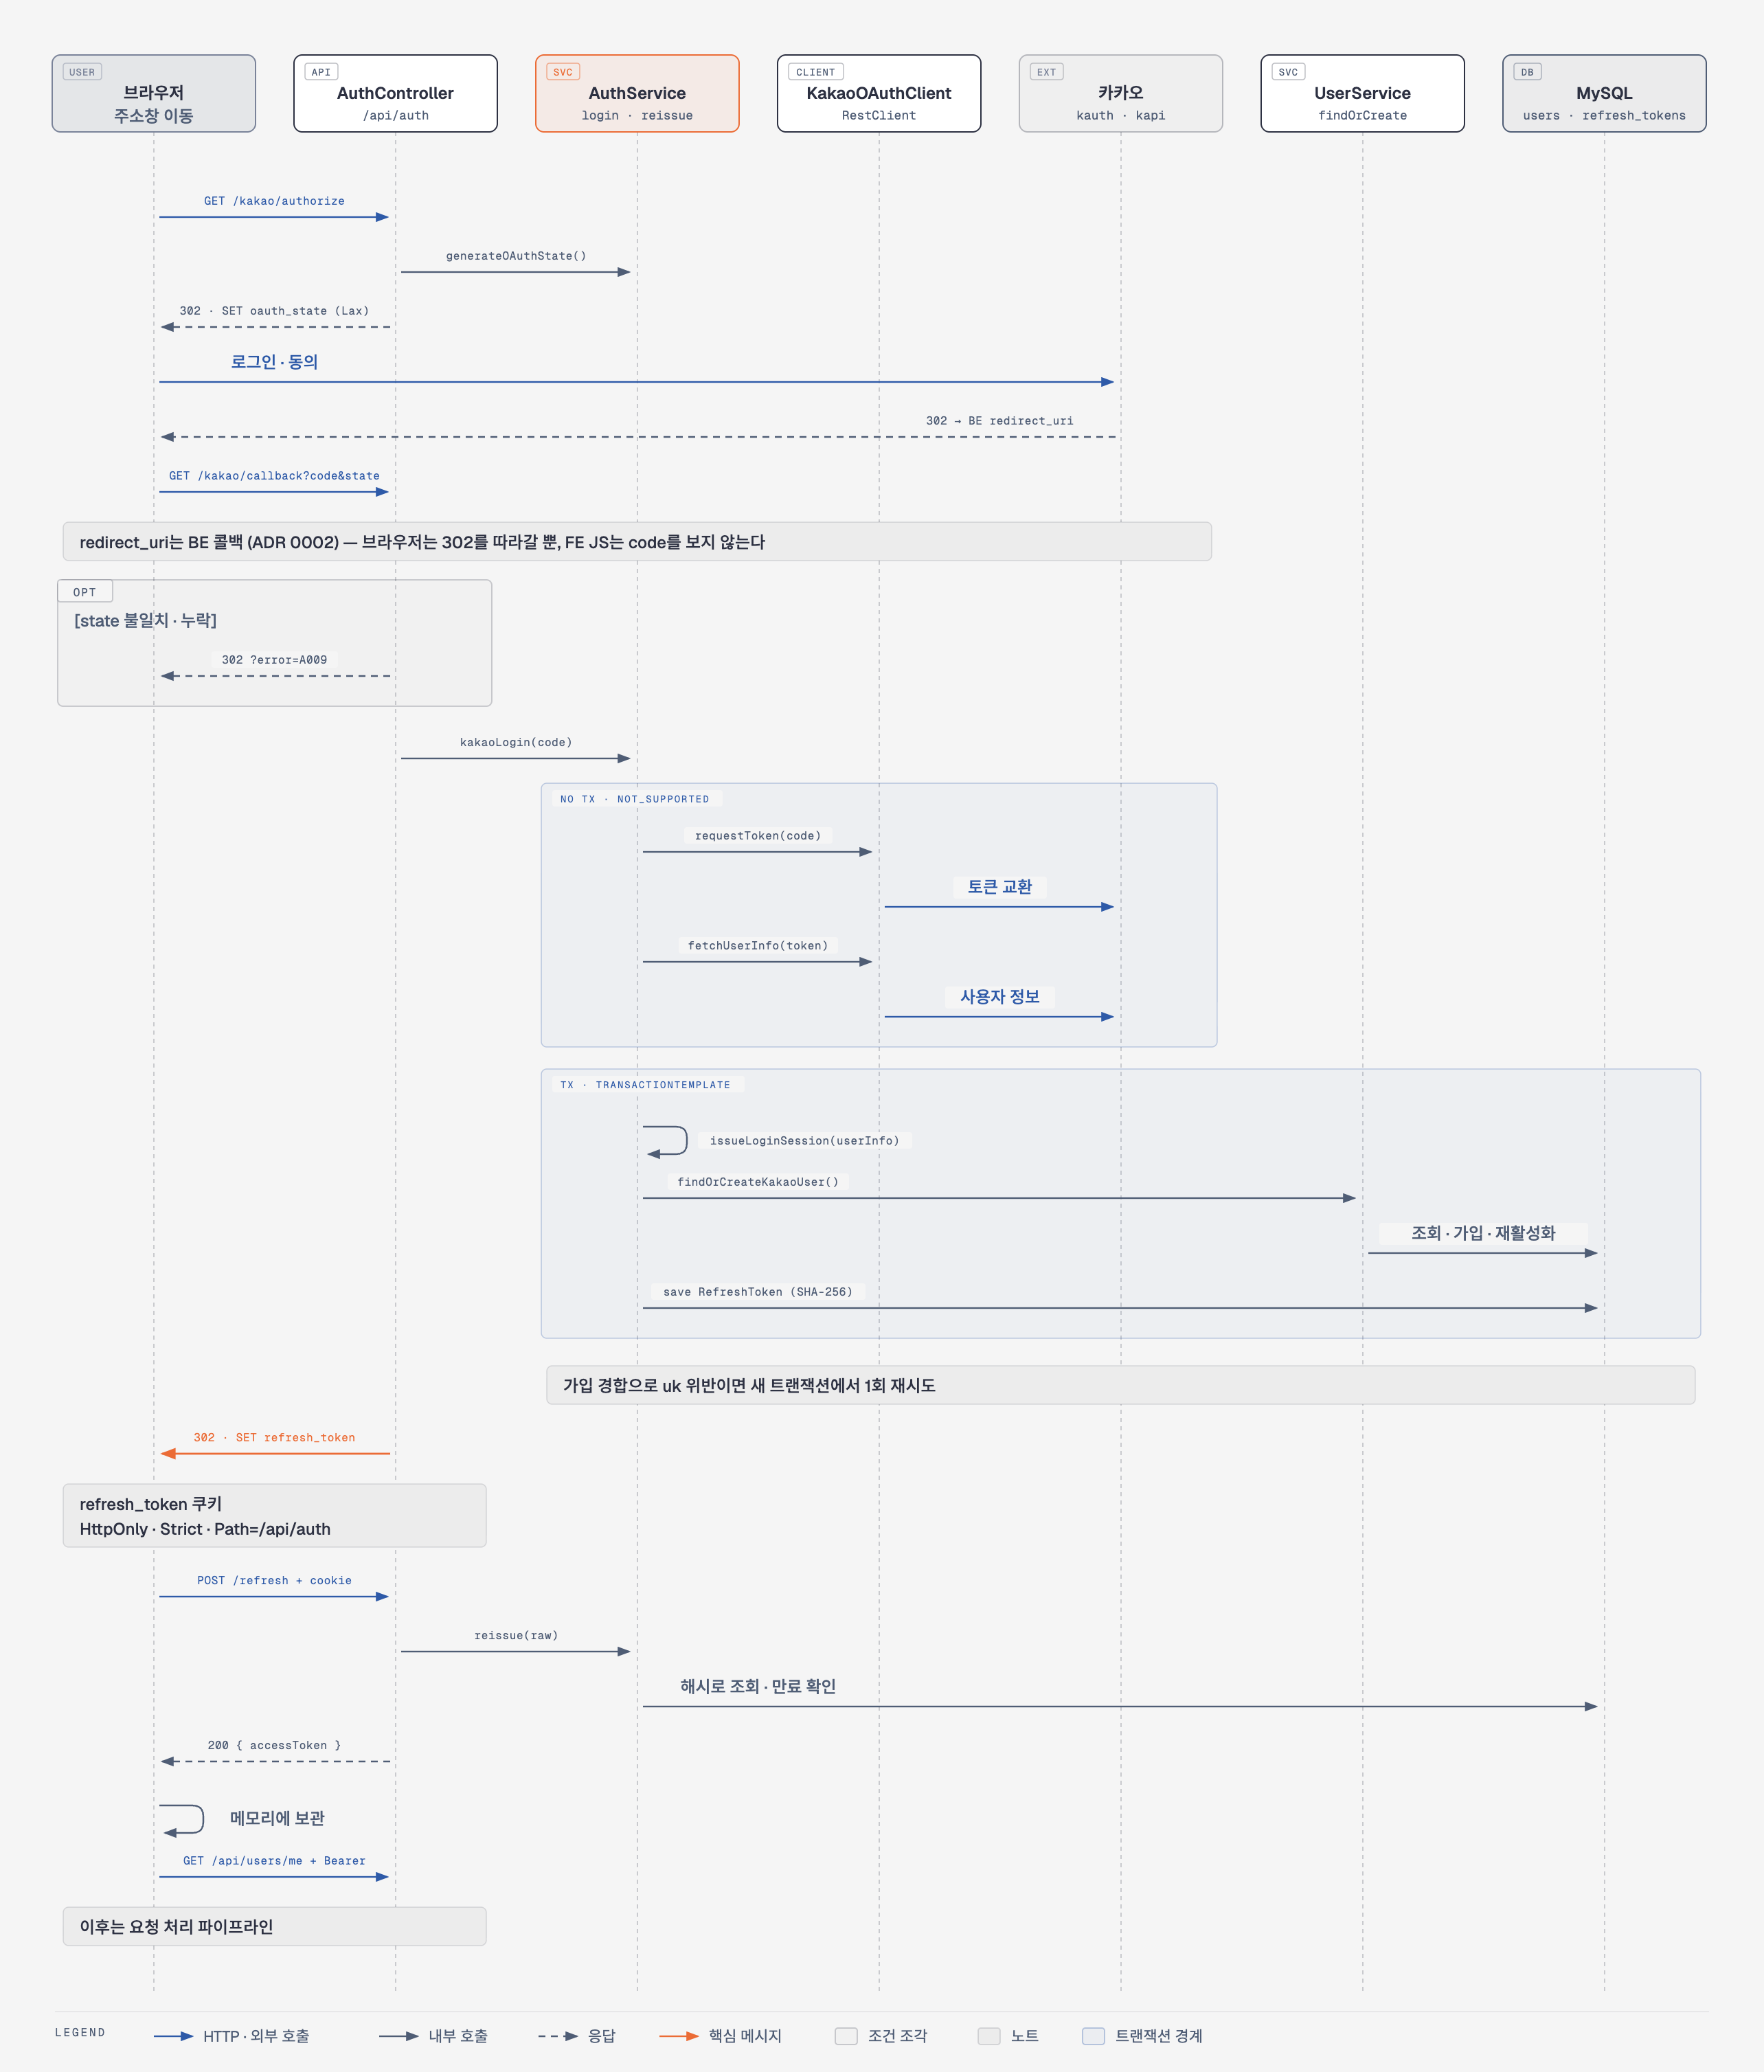 USER
브라우저
주소창 이동
API
AuthController
/api/auth
SVC
AuthService
login · reissue
CLIENT
KakaoOAuthClient
RestClient
EXT
카카오
kauth · kapi
SVC
UserService
findOrCreate
DB
MySQL
users · refresh_tokens
GET /kakao/authorize
generateOAuthState()
302 · SET oauth_state (Lax)
로그인 · 동의
302 → BE redirect_uri
GET /kakao/callback?code&state
redirect_uri는 BE 콜백 (ADR 0002) — 브라우저는 302를 따라갈 뿐, FE JS는 code를 보지 않는다
OPT
[state 불일치 · 누락]
302 ?error=A009
kakaoLogin(code)
NO TX · NOT_SUPPORTED
requestToken(code)
토큰 교환
fetchUserInfo(token)
사용자 정보
TX · TRANSACTIONTEMPLATE
issueLoginSession(userInfo)
findOrCreateKakaoUser()
조회 · 가입 · 재활성화
save RefreshToken (SHA-256)
가입 경합으로 uk 위반이면 새 트랜잭션에서 1회 재시도
302 · SET refresh_token
refresh_token 쿠키
HttpOnly · Strict · Path=/api/auth
POST /refresh + cookie
reissue(raw)
해시로 조회 · 만료 확인
200 { accessToken }
메모리에 보관
GET /api/users/me + Bearer
이후는 요청 처리 파이프라인
LEGEND
HTTP · 외부 호출
내부 호출
응답
핵심 메시지
조건 조각
노트
트랜잭션 경계